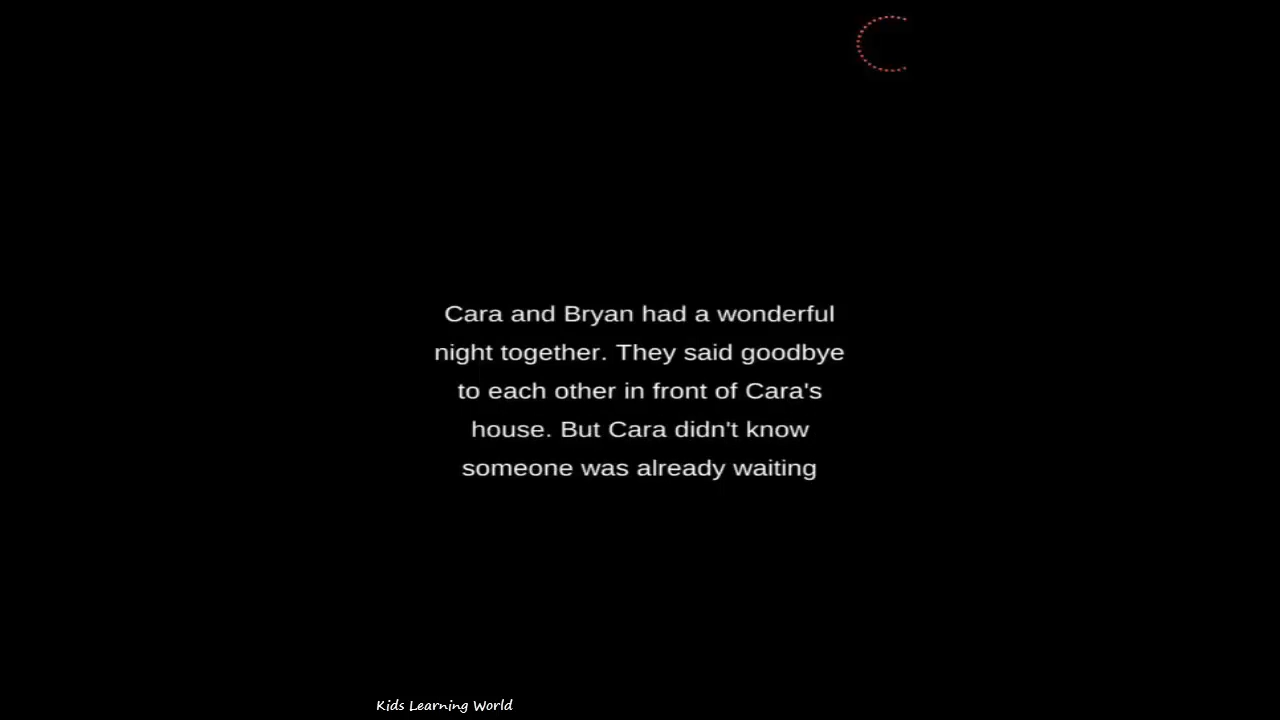 Cara and Bryan had a wonderful
night together. They said goodbye
to each other in front of Cara's
house. But Cara didn't know
someone was already waiting
Kids Learning World